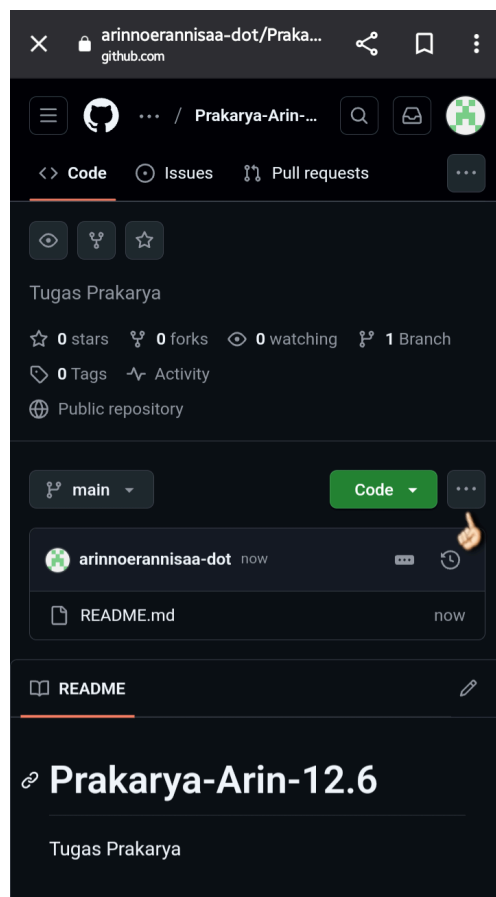 arinnoerannisaa-dot/Praka...
github.com
... / Prakarya-Arin-...
Code Issues Pull requests
Tugas Prakarya
0 stars 0 forks 0 watching 1 Branch
0 Tags Activity
Public repository
main Code
arinnoerannisaa-dot now
README.md now
README
Prakarya-Arin-12.6
Tugas Prakarya